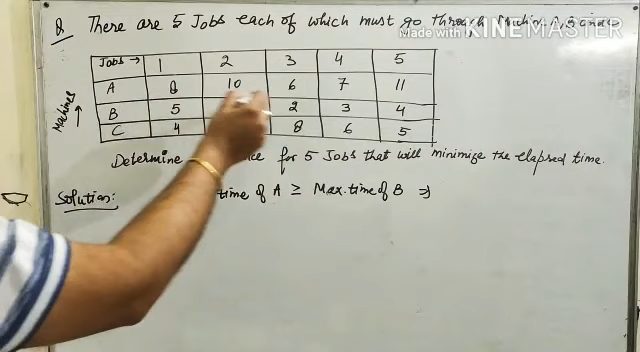 Q. There are 5 Jobs each of which must go through
Made with KINEMASTER
Jobs → 1 2 3 4 5
A 8 10 6 7 11
B 5 2 3 4
C 4 8 6 5
Machines →
Determine for 5 Jobs that will minimize the elapsed time.
Solution: time of A ≥ Max. time of B ⇒